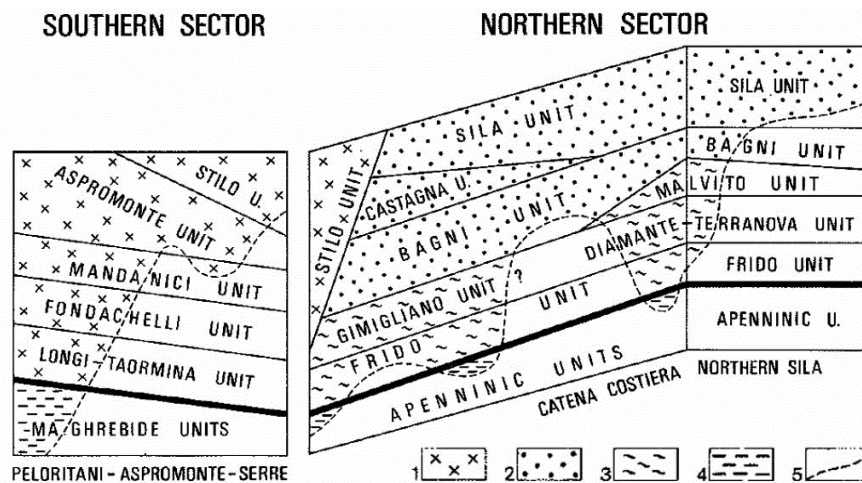 SOUTHERN SECTOR
STILO U.
ASPROMONTE UNIT
MANDANICI UNIT
FONDACHELLI UNIT
LONGI-TAORMINA UNIT
MAGHREBIDE UNITS
PELORITANI-ASPROMONTE-SERRE
NORTHERN SECTOR
SILA UNIT
STILO UNIT
CASTAGNA U.
BAGNI UNIT
GIMIGLIANO UNIT ?
FRIDO UNIT
APENNINIC UNITS
CATENA COSTIERA
SILA UNIT
BAGNI UNIT
MALVITO UNIT
DIAMANTE-TERRANOVA UNIT
FRIDO UNIT
APENNINIC U.
NORTHERN SILA
1 2 3 4 5